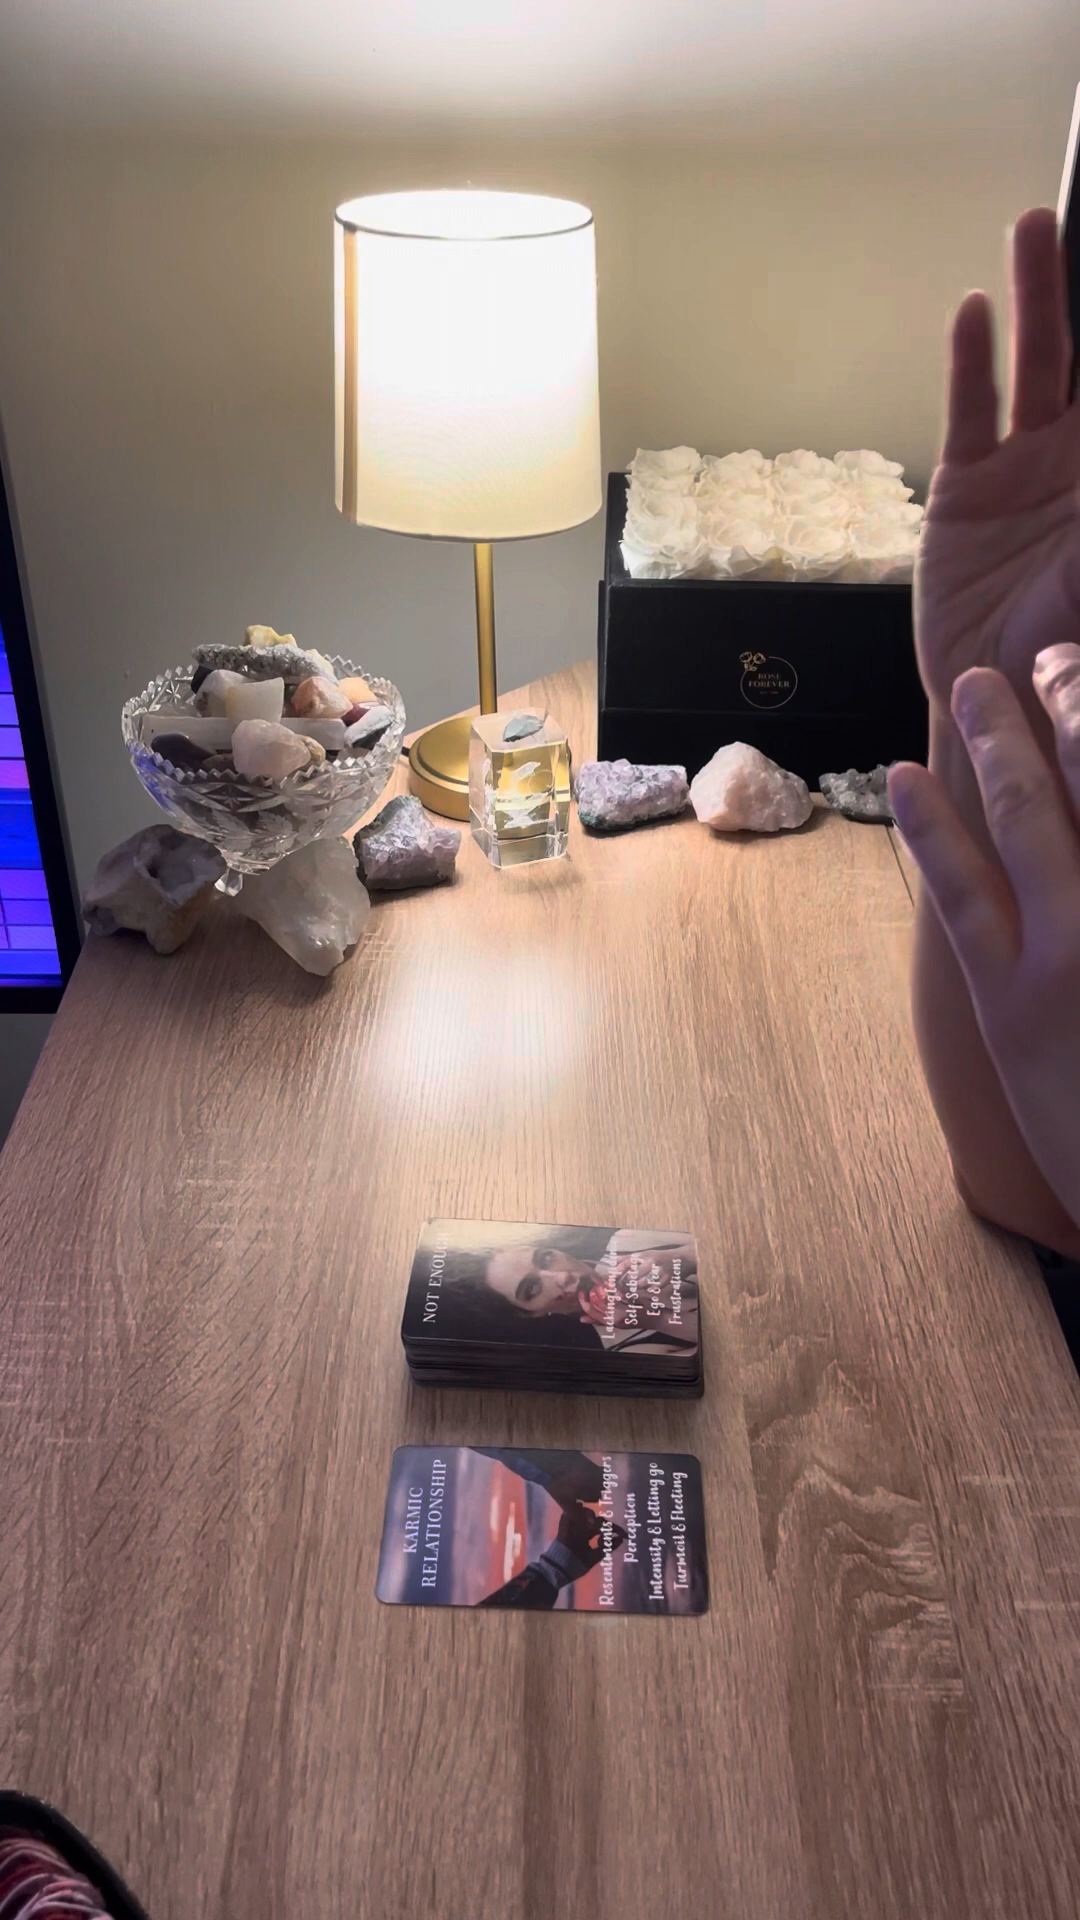 ROSE
FOREVER
NOT ENOUGH
Lacking Confidence
Self-Sabotage
Ego & Fear
Frustrations
KARMIC
RELATIONSHIP
Resentments & Triggers
Perception
Intensity & Letting go
Turmoil & Fleeting